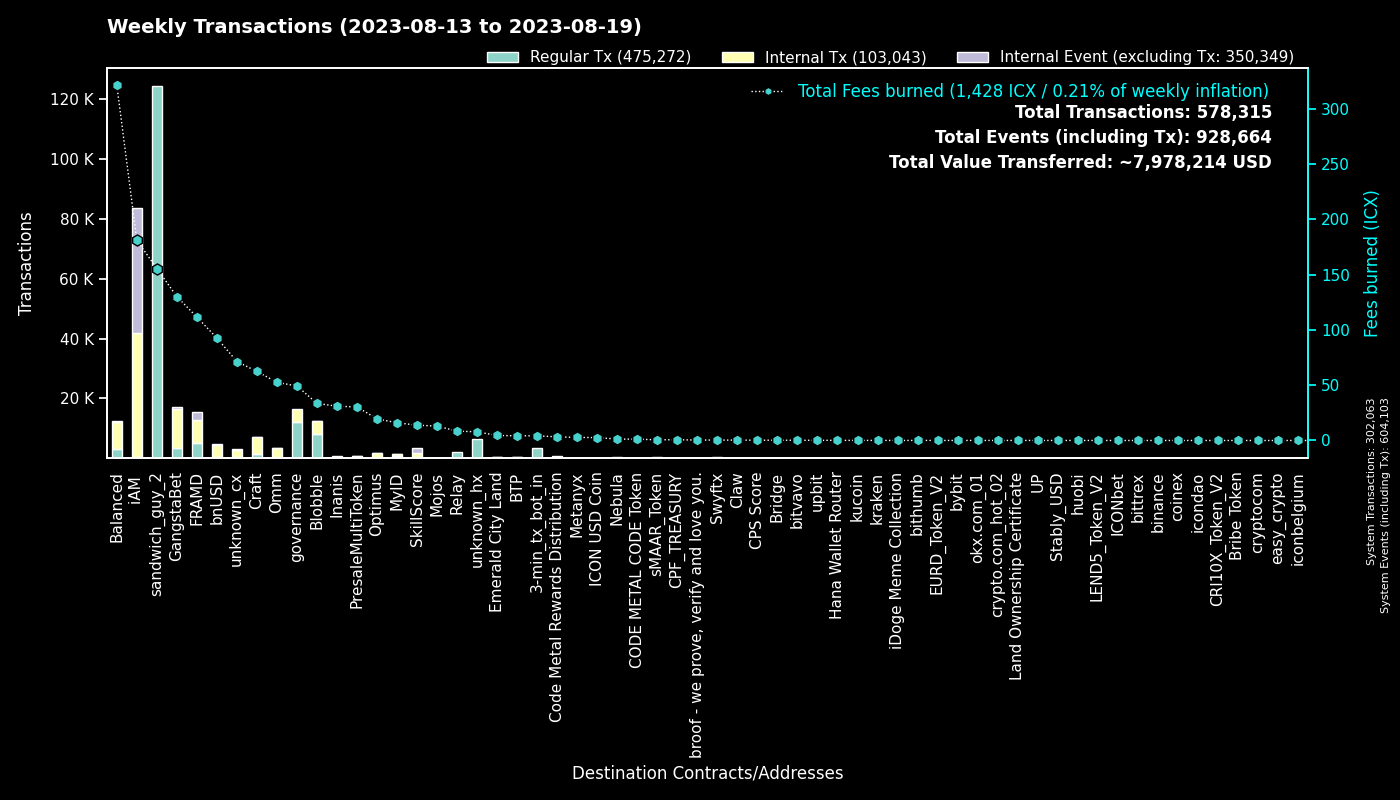 Weekly Transactions (2023-08-13 to 2023-08-19)
Regular Tx (475,272)
Internal Tx (103,043)
Internal Event (excluding Tx: 350,349)
Total Fees burned (1,428 ICX / 0.21% of weekly inflation)
Total Transactions: 578,315
Total Events (including Tx): 928,664
Total Value Transferred: ~7,978,214 USD
Transactions
120 K
100 K
80 K
60 K
40 K
20 K
300
250
200
150
100
50
0
Fees burned (ICX)
System Transactions: 302,063
System Events (including Tx): 604,103
Balanced
iAM
sandwich_guy_2
GangstaBet
FRAMD
bnUSD
unknown_cx
Craft
Omm
governance
Blobble
Inanis
PresaleMultiToken
Optimus
MyID
SkillScore
Mojos
Relay
unknown_hx
Emerald City Land
BTP
3-min_tx_bot_in
Code Metal Rewards Distribution
Metanyx
ICON USD Coin
Nebula
CODE METAL CODE Token
sMAAR_Token
CPF_TREASURY
broof - we prove, verify and love you.
Swyftx
Claw
CPS Score
Bridge
bitvavo
upbit
Hana Wallet Router
kucoin
kraken
iDoge Meme Collection
bithumb
EURD_Token_V2
bybit
okx.com_01
crypto.com_hot_02
Land Ownership Certificate
UP
Stably_USD
huobi
LEND5_Token_V2
ICONbet
bittrex
binance
coinex
icondao
CRI10X_Token_V2
Bribe Token
cryptocom
easy_crypto
iconbelgium
Destination Contracts/Addresses